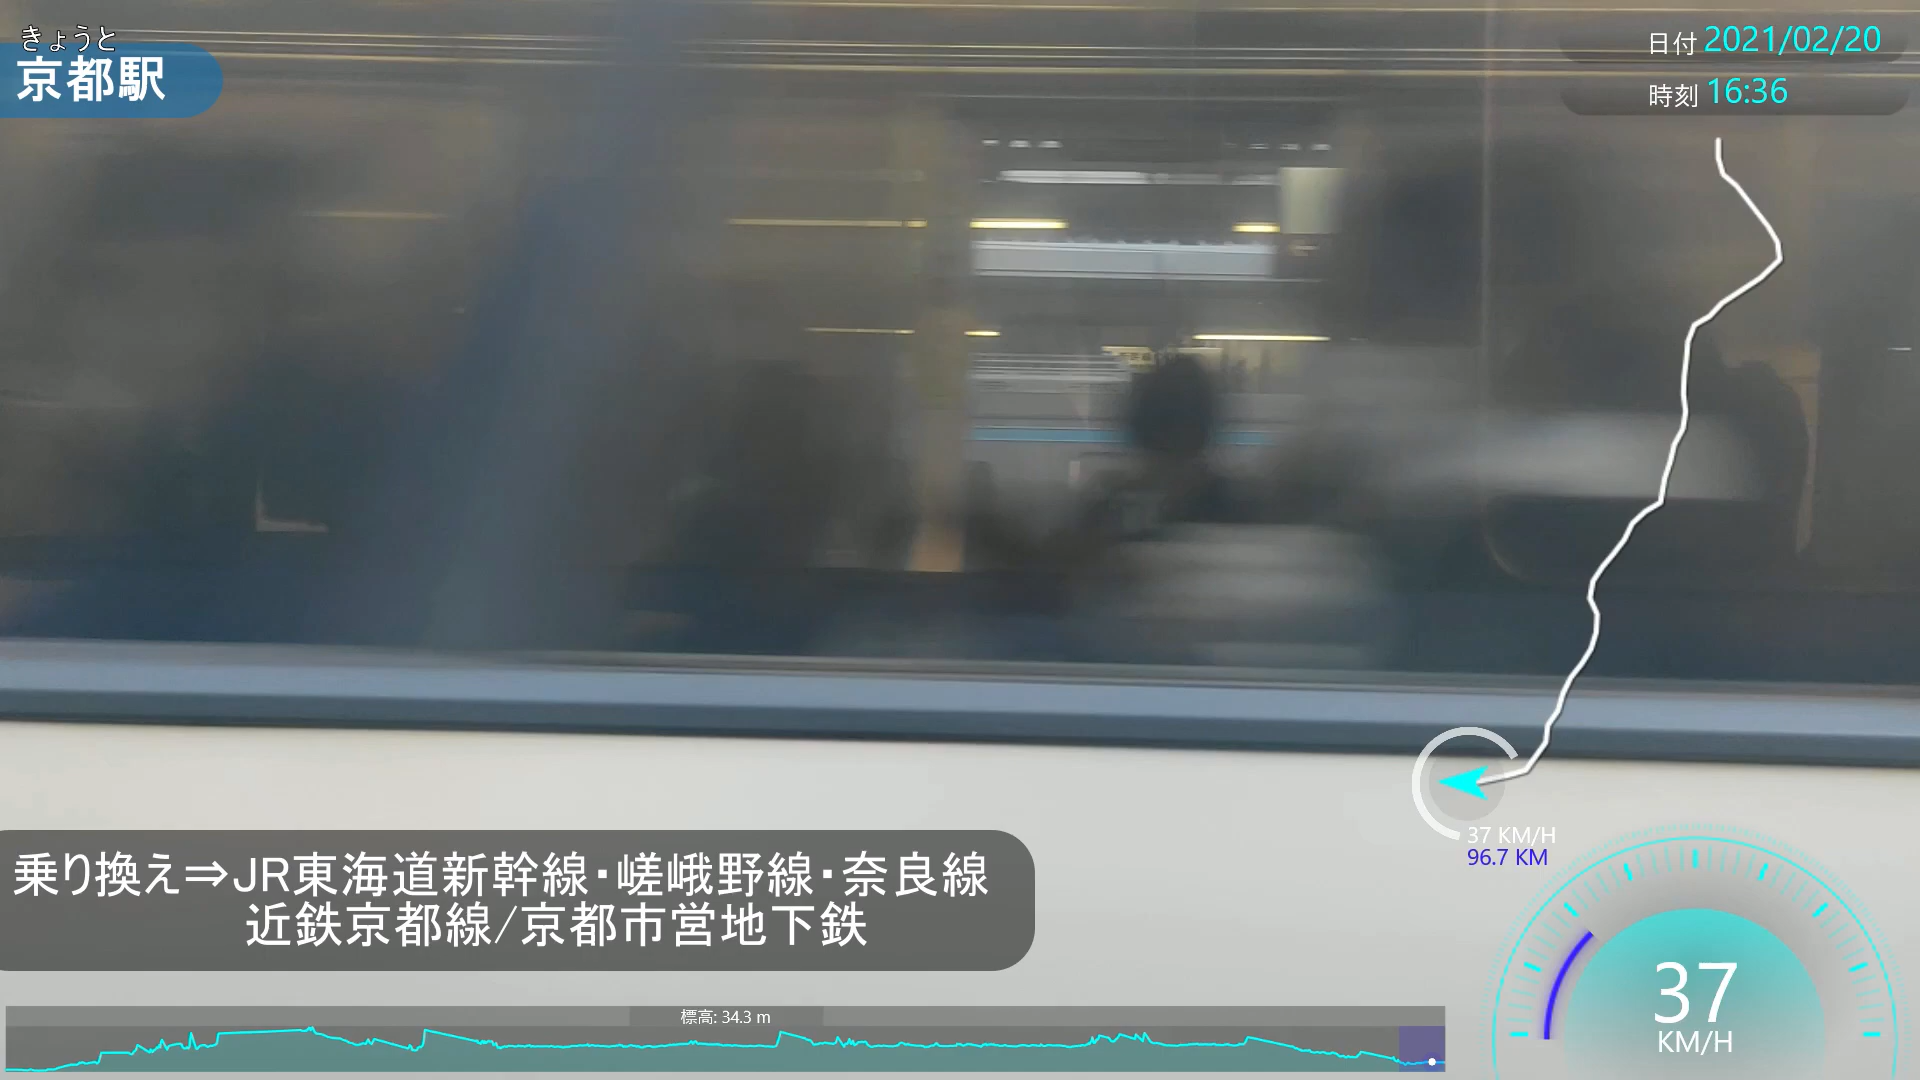 きょうと
京都駅
日付 2021/02/20
時刻 16:36
37 KM/H
96.7 KM
乗り換え⇒JR東海道新幹線・嵯峨野線・奈良線
近鉄京都線/京都市営地下鉄
標高: 34.3 m
37
KM/H